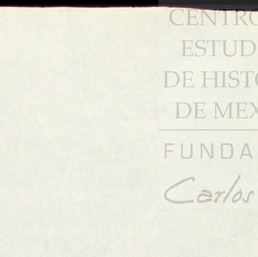 CENTRO
ESTUD
DE HISTO
DE MEX
FUNDA
Carlos